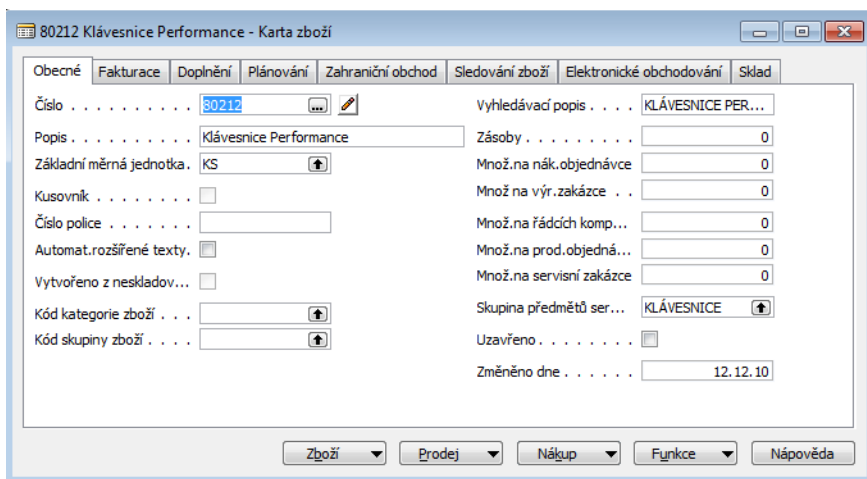 80212 Klávesnice Performance - Karta zboží
Obecné Fakturace Doplnění Plánování Zahraniční obchod Sledování zboží Elektronické obchodování Sklad
Číslo . . . . . . . . . . 80212 ...
Popis . . . . . . . . . . Klávesnice Performance
Základní měrná jednotka. KS
Kusovník . . . . . . . .
Číslo police . . . . . . .
Automat.rozšířené texty.
Vytvořeno z neskladov...
Kód kategorie zboží . . .
Kód skupiny zboží . . . .
Vyhledávací popis . . . . KLÁVESNICE PER...
Zásoby . . . . . . . . . 0
Množ.na nák.objednávce 0
Množ na výr.zakázce . . 0
Množ.na řádcích komp... 0
Množ.na prod.objedná... 0
Množ.na servisní zakázce 0
Skupina předmětů ser... KLÁVESNICE
Uzavřeno . . . . . . . .
Změněno dne . . . . . . 12.12.10
Zboží Prodej Nákup Funkce Nápověda